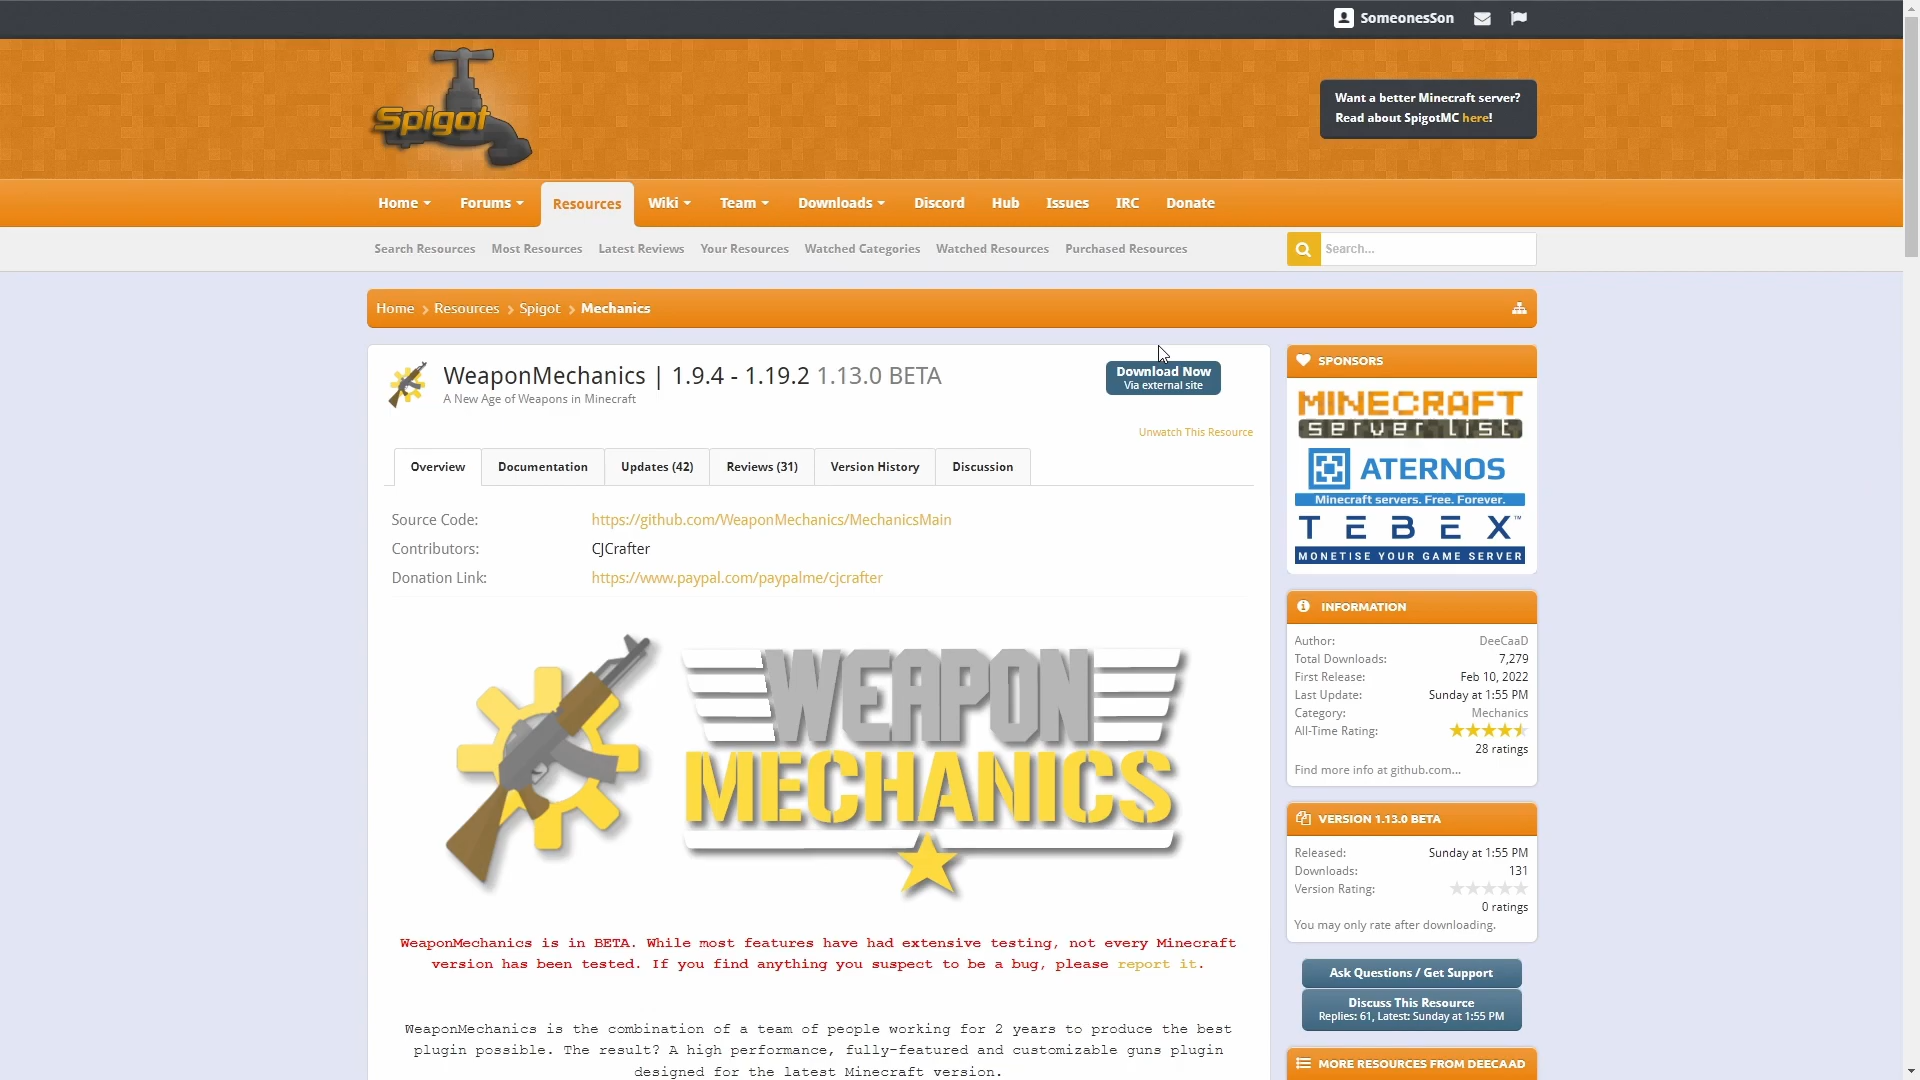 SomeonesSon
Spigot
Want a better Minecraft server?
Read about SpigotMC here!
Home Forums Resources Wiki Team Downloads Discord Hub Issues IRC Donate
Search Resources Most Resources Latest Reviews Your Resources Watched Categories Watched Resources Purchased Resources
Search...
Home Resources Spigot Mechanics
WeaponMechanics | 1.9.4 - 1.19.2 1.13.0 BETA
A New Age of Weapons in Minecraft
Download Now
Via external site
Unwatch This Resource
Overview Documentation Updates (42) Reviews (31) Version History Discussion
Source Code: https://github.com/WeaponMechanics/MechanicsMain
Contributors: CJCrafter
Donation Link: https://www.paypal.com/paypalme/cjcrafter
WEAPON
MECHANICS
WeaponMechanics is in BETA. While most features have had extensive testing, not every Minecraft
version has been tested. If you find anything you suspect to be a bug, please report it.
WeaponMechanics is the combination of a team of people working for 2 years to produce the best
plugin possible. The result? A high performance, fully-featured and customizable guns plugin
designed for the latest Minecraft version.
SPONSORS
MINECRAFT
server list
ATERNOS
Minecraft servers. Free. Forever.
TEBEX™
MONETISE YOUR GAME SERVER
INFORMATION
Author: DeeCaaD
Total Downloads: 7,279
First Release: Feb 10, 2022
Last Update: Sunday at 1:55 PM
Category: Mechanics
All-Time Rating:
28 ratings
Find more info at github.com...
VERSION 1.13.0 BETA
Released: Sunday at 1:55 PM
Downloads: 131
Version Rating:
0 ratings
You may only rate after downloading.
Ask Questions / Get Support
Discuss This Resource
Replies: 61, Latest: Sunday at 1:55 PM
MORE RESOURCES FROM DEECAAD